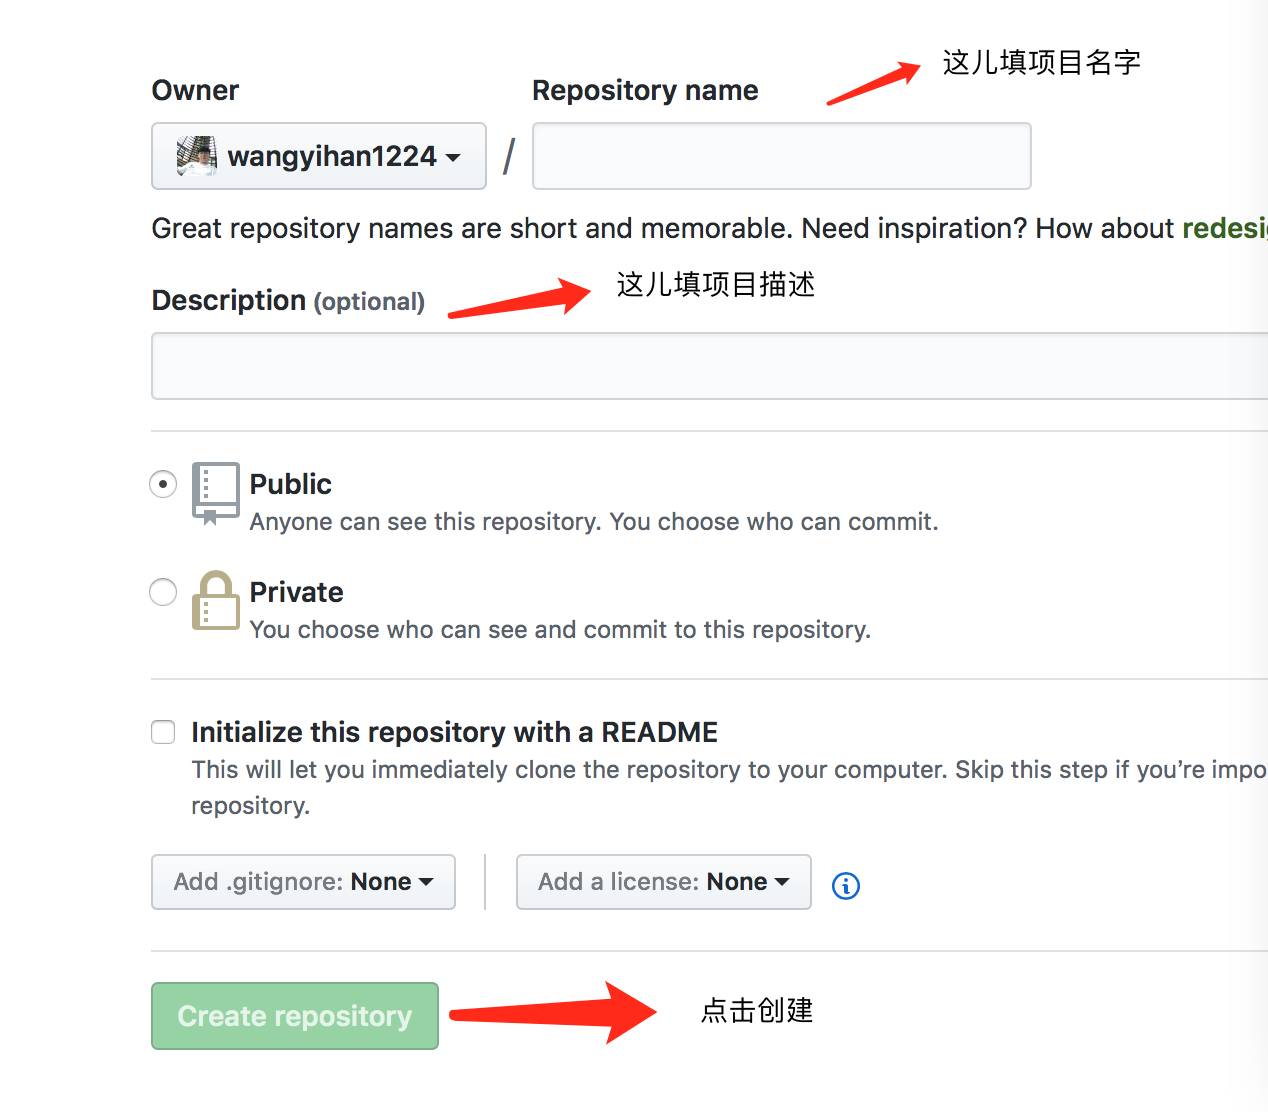 这儿填项目名字
Owner
Repository name
wangyihan1224
/
Great repository names are short and memorable. Need inspiration? How about redesi
这儿填项目描述
Description (optional)
Public
Anyone can see this repository. You choose who can commit.
Private
You choose who can see and commit to this repository.
Initialize this repository with a README
This will let you immediately clone the repository to your computer. Skip this step if you’re impo
repository.
Add .gitignore: None
Add a license: None
Create repository
点击创建